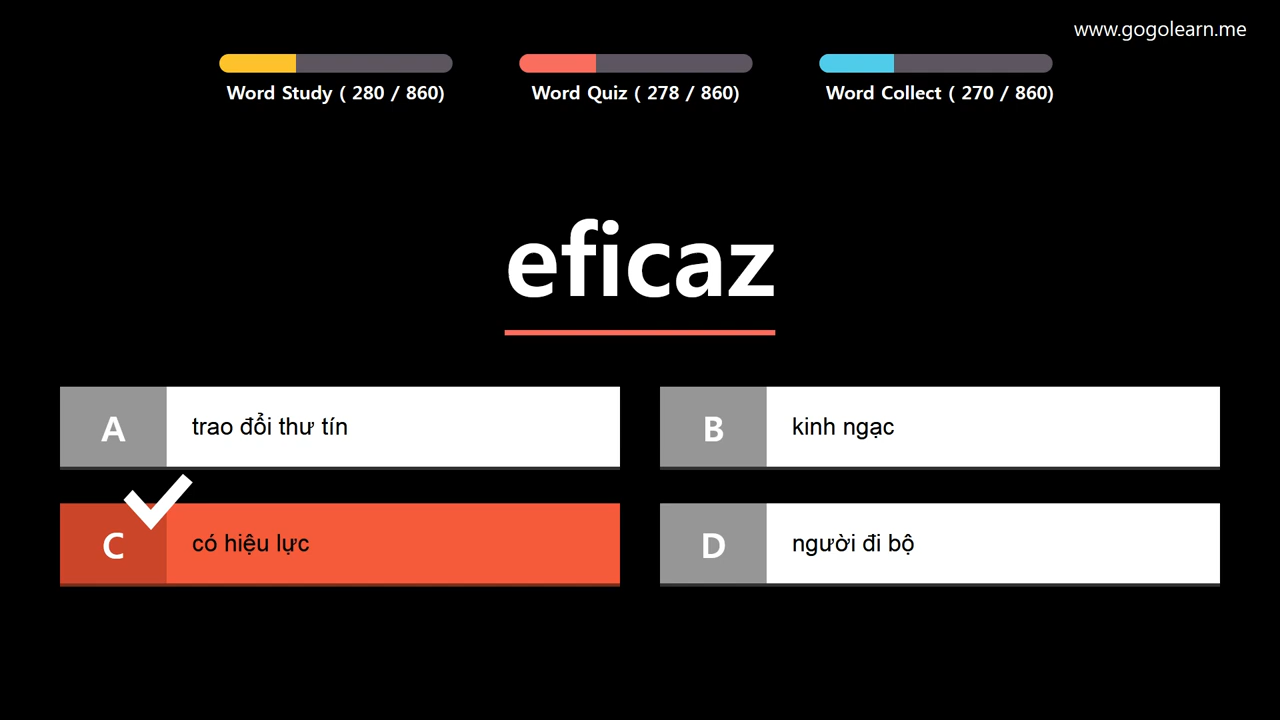 www.gogolearn.me
Word Study ( 280 / 860)
Word Quiz ( 278 / 860)
Word Collect ( 270 / 860)
eficaz
A
trao đổi thư tín
B
kinh ngạc
C
có hiệu lực
D
người đi bộ